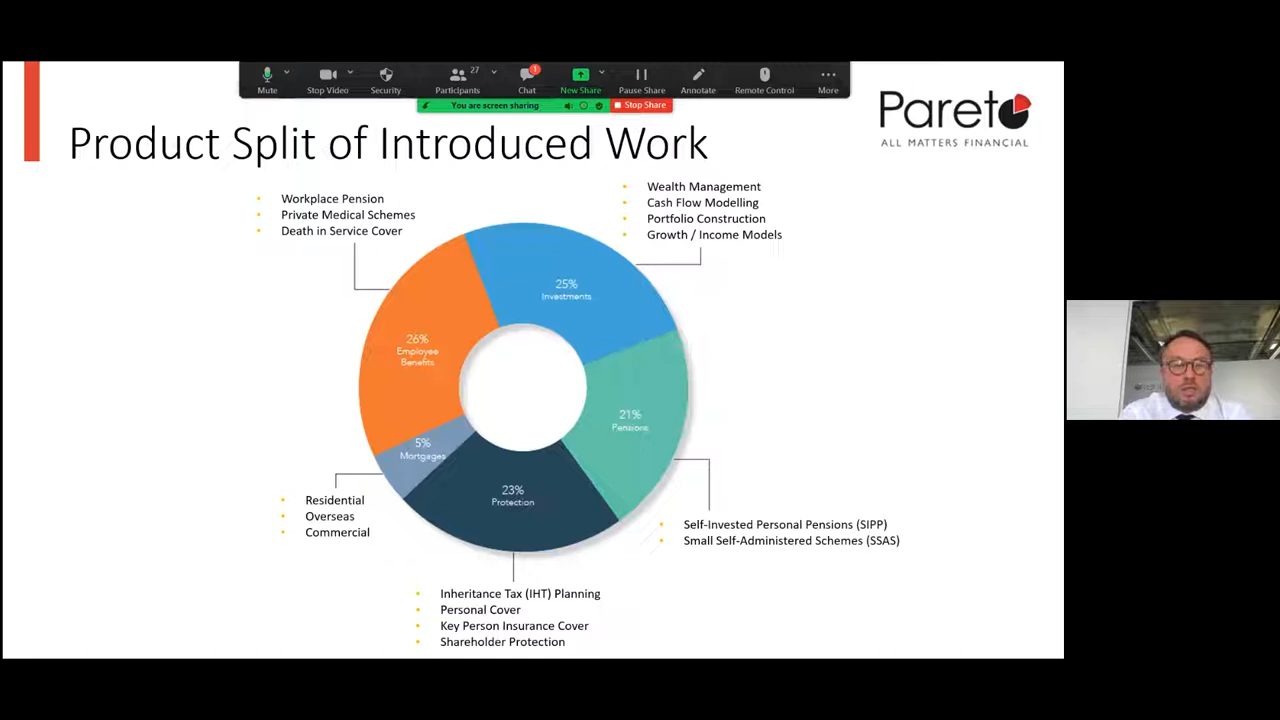 27
1
Mute
Stop Video
Security
Participants
Chat
New Share
Pause Share
Annotate
Remote Control
More
You are screen sharing
Stop Share
Pareto
ALL MATTERS FINANCIAL
Product Split of Introduced Work
Workplace Pension
Private Medical Schemes
Death in Service Cover
Wealth Management
Cash Flow Modelling
Portfolio Construction
Growth / Income Models
25%
Investments
26%
Employee
Benefits
21%
Pensions
5%
Mortgages
23%
Protection
Residential
Overseas
Commercial
Self-Invested Personal Pensions (SIPP)
Small Self-Administered Schemes (SSAS)
Inheritance Tax (IHT) Planning
Personal Cover
Key Person Insurance Cover
Shareholder Protection